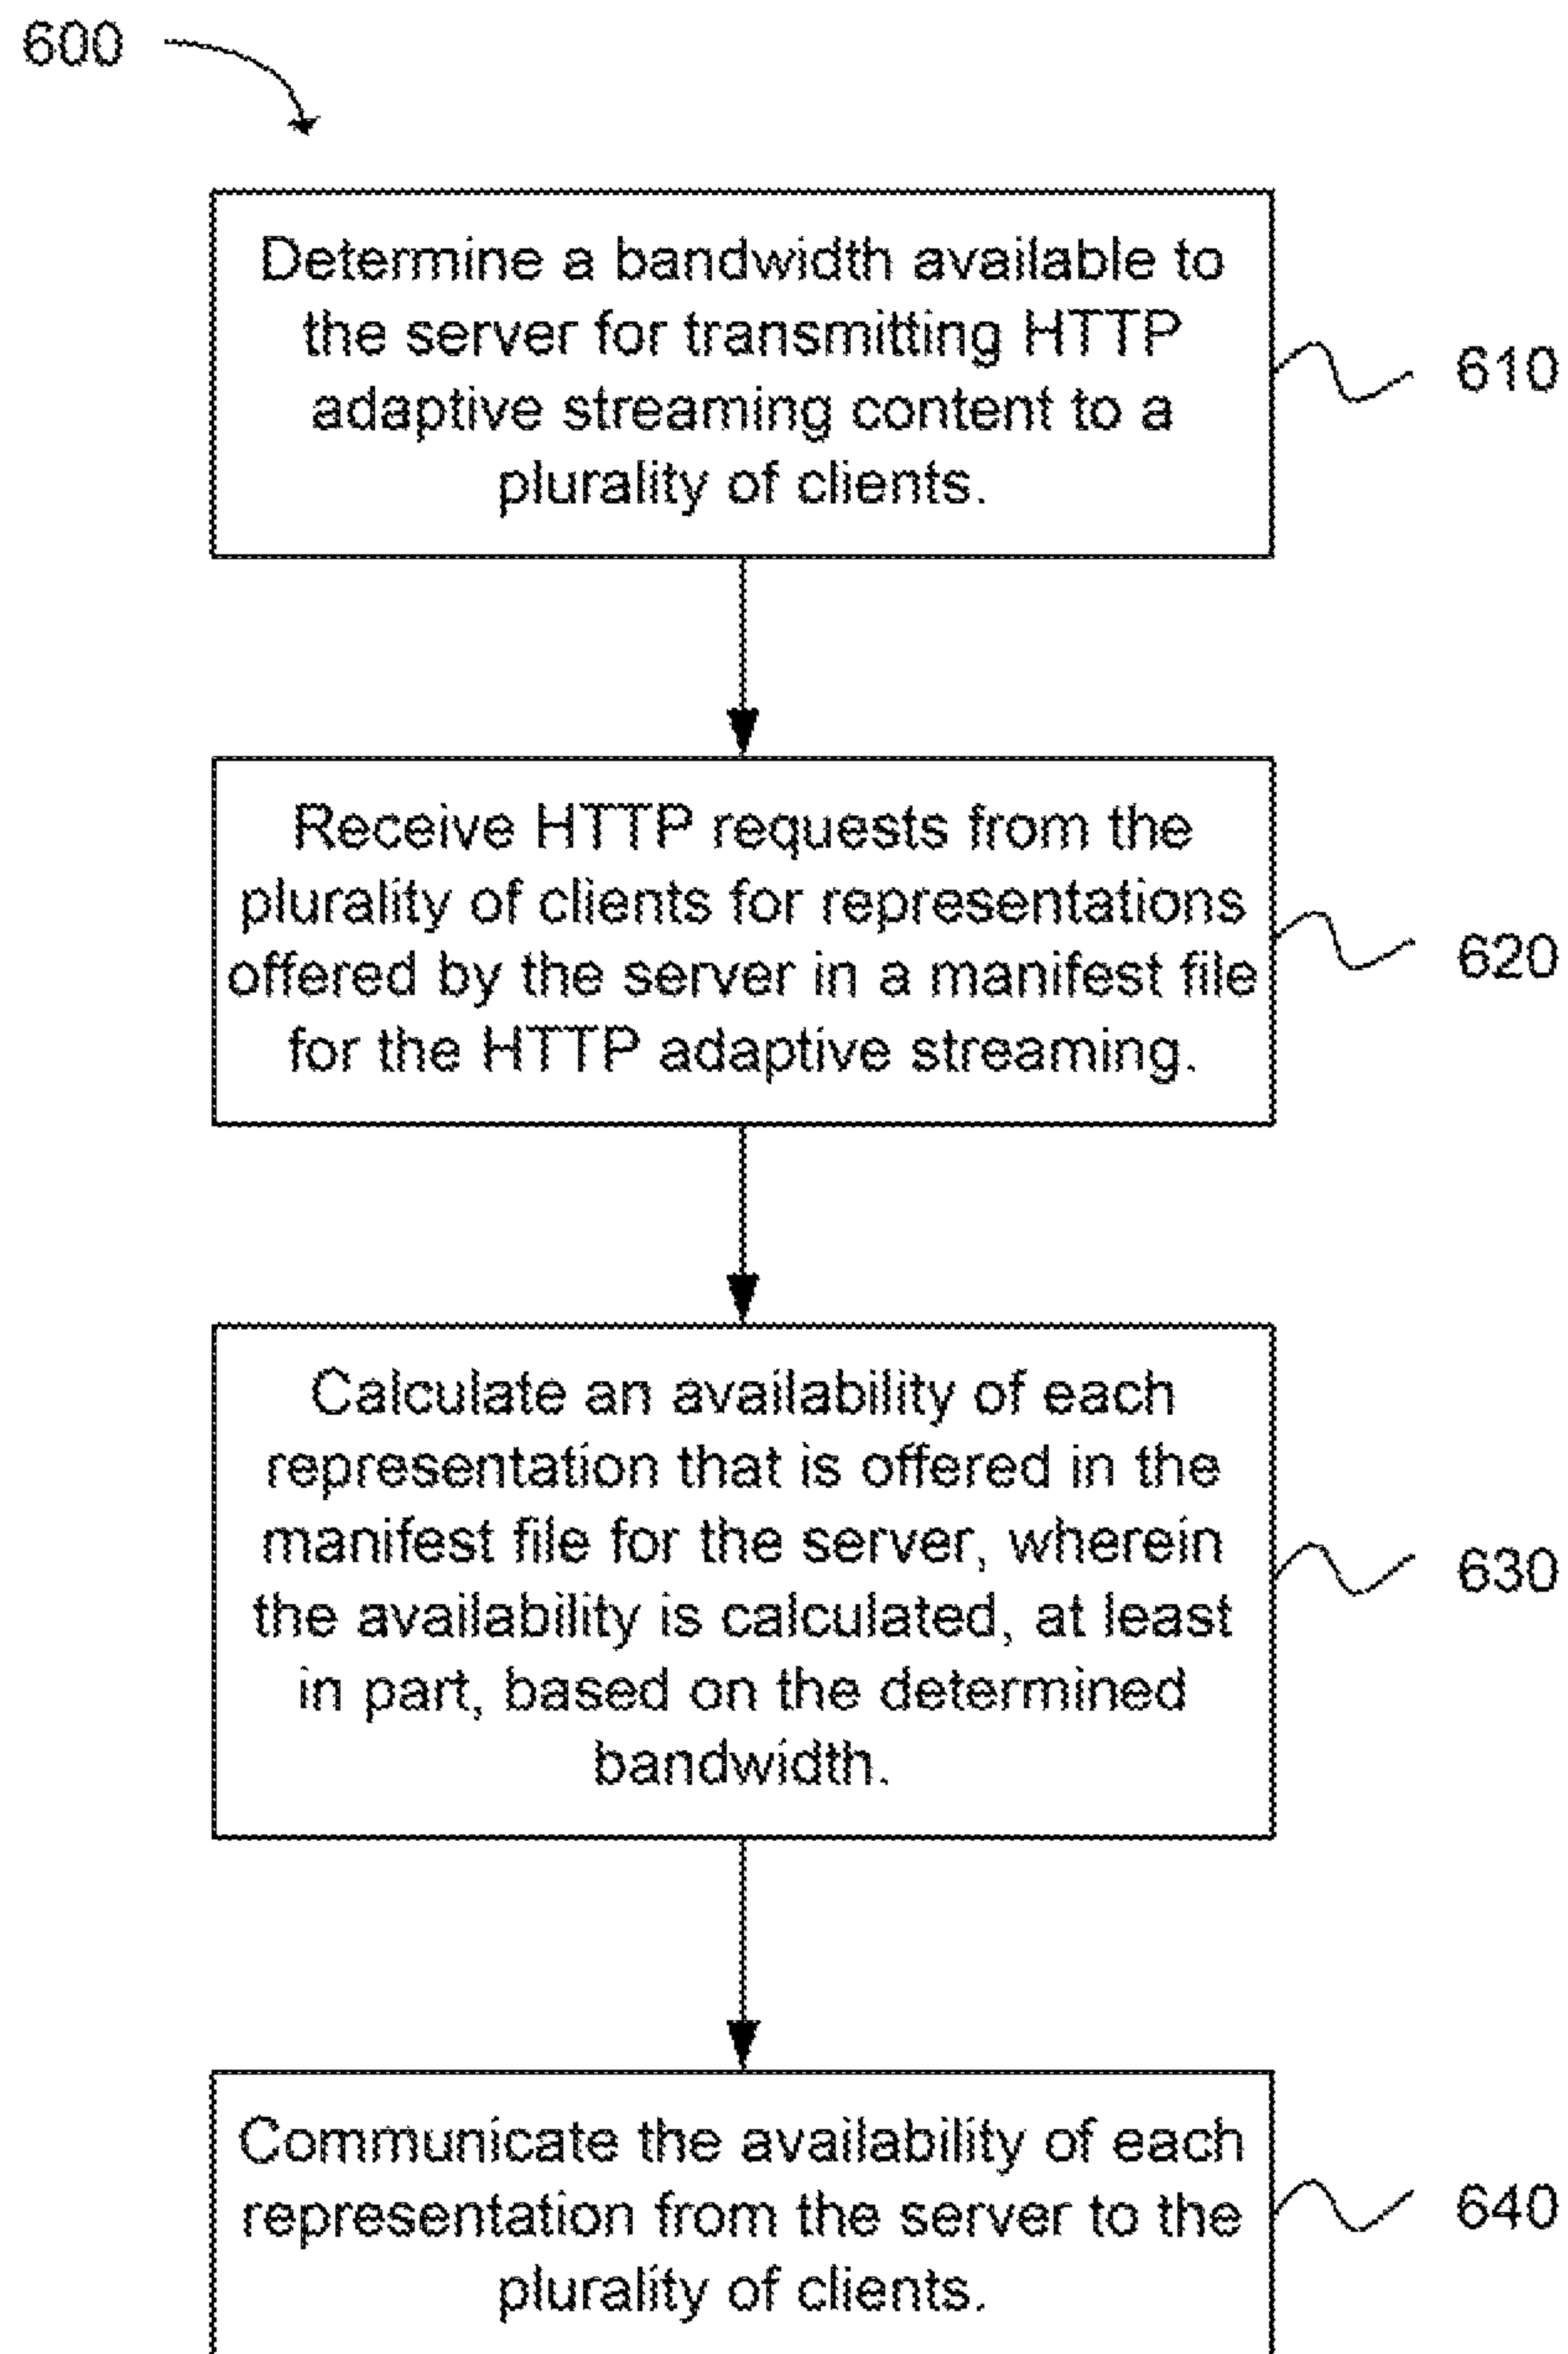 600
Determine a bandwidth available to
the server for transmitting HTTP
adaptive streaming content to a
plurality of clients.
610
Receive HTTP requests from the
plurality of clients for representations
offered by the server in a manifest file
for the HTTP adaptive streaming.
620
Calculate an availability of each
representation that is offered in the
manifest file for the server, wherein
the availability is calculated, at least
in part, based on the determined
bandwidth.
630
Communicate the availability of each
representation from the server to the
plurality of clients.
640